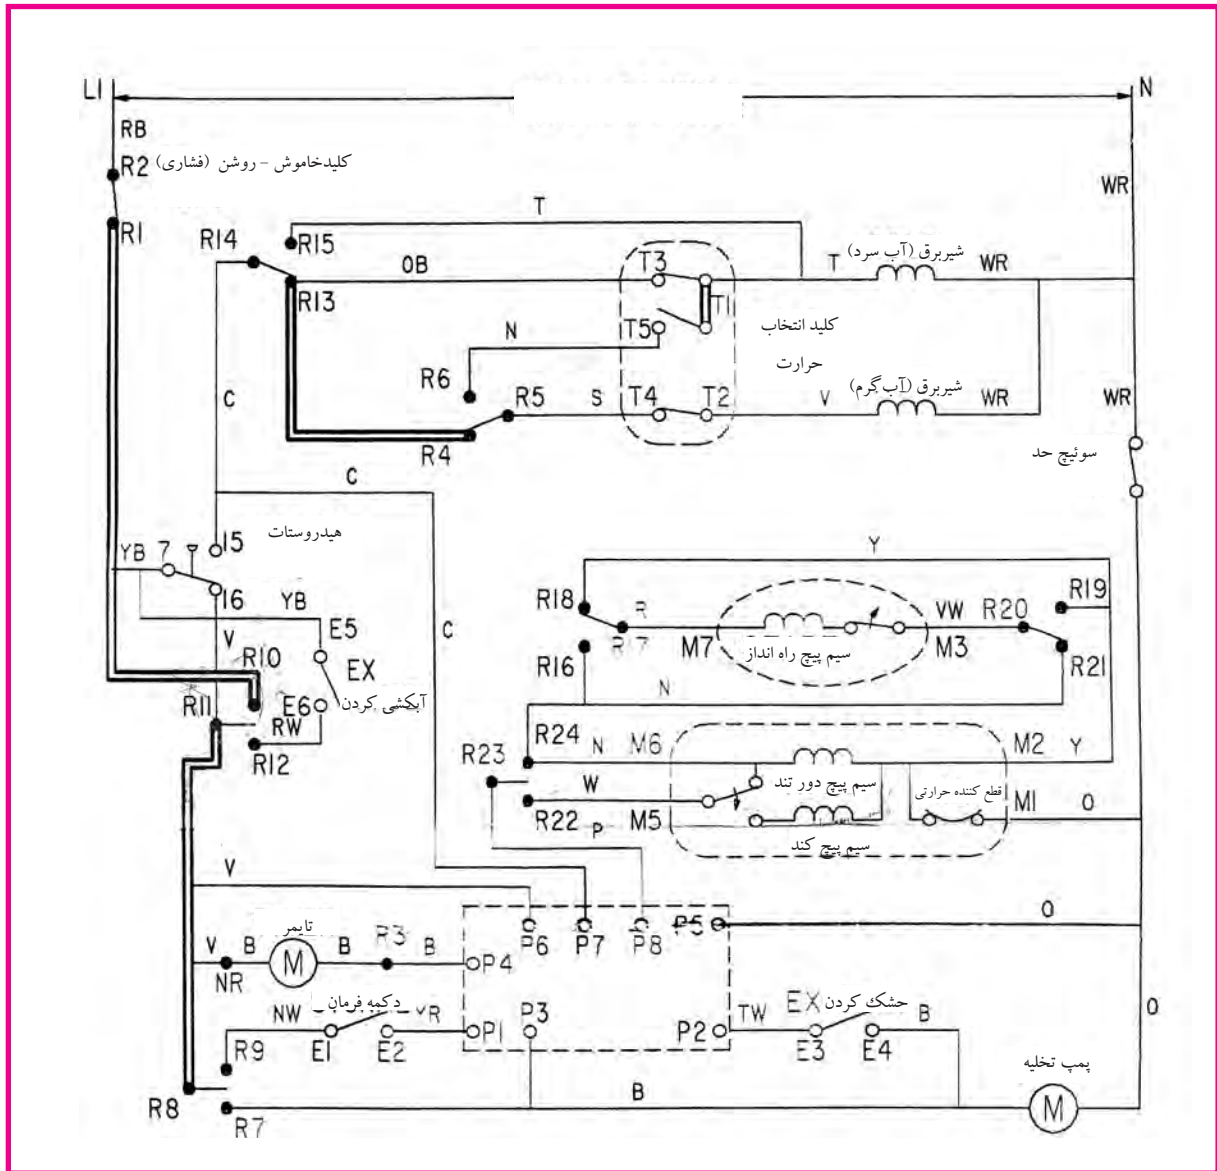 L1
N
RB
R2
کلیدخاموش - روشن (فشاری)
WR
R1
T
R14
R15
OB
T3
T
شیربرق (آب سرد)
WR
R13
T1
کلید انتخاب
حرارت
T5
N
R6
R5
S
T4
T2
V
شیربرق (آب گرم)
WR
WR
C
R4
سوئیچ حد
C
هیدروستات
15
YB
7
16
YB
Y
R18
R
R17
M7
سیم پیچ راه انداز
VW
M3
R20
R19
E5
C
V
R10
EX
R16
R21
N
آبکشی کردن
R11
E6
RW
R12
R24
N
M6
M2
Y
R23
سیم پیچ دور تند
قطع کننده حرارتی
W
R22
P
M5
M1
O
سیم پیچ کند
V
O
تایمر
P6
P7
P8
P5
V
B
M
B
R3
B
P4
NR
دکمه فرمان
NW
P3
خشک کردن
EX
P1
P2
TW
B
O
E1
E2
E3
E4
R9
پمپ تخلیه
R8
B
M
R7